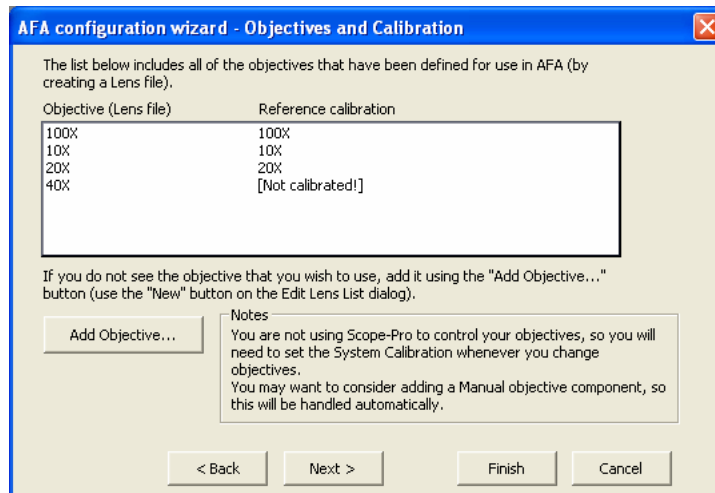 AFA configuration wizard - Objectives and Calibration
The list below includes all of the objectives that have been defined for use in AFA (by
creating a Lens file).
Objective (Lens file) Reference calibration
100X 100X
10X 10X
20X 20X
40X [Not calibrated!]
If you do not see the objective that you wish to use, add it using the "Add Objective..."
button (use the "New" button on the Edit Lens List dialog).
Add Objective...
Notes
You are not using Scope-Pro to control your objectives, so you will
need to set the System Calibration whenever you change
objectives.
You may want to consider adding a Manual objective component, so
this will be handled automatically.
< Back Next > Finish Cancel